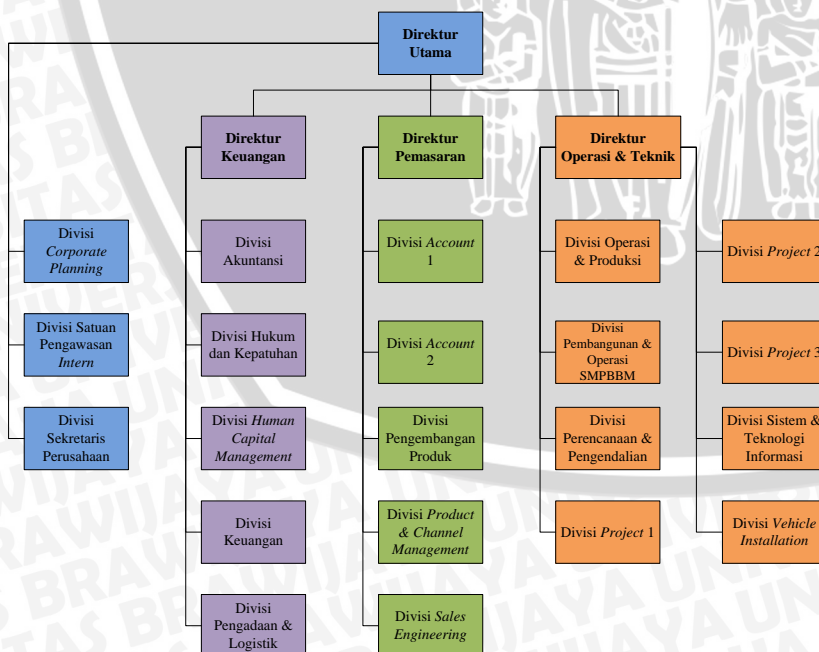 Direktur
Utama
Direktur
Keuangan
Direktur
Pemasaran
Direktur
Operasi & Teknik
Divisi
Corporate
Planning
Divisi
Akuntansi
Divisi Account
1
Divisi Operasi
& Produksi
Divisi Project 2
Divisi Satuan
Pengawasan
Intern
Divisi Hukum
dan Kepatuhan
Divisi Account
2
Divisi
Pembangunan &
Operasi
SMPBBM
Divisi Project 3
Divisi
Sekretaris
Perusahaan
Divisi Human
Capital
Management
Divisi
Pengembangan
Produk
Divisi
Perencanaan &
Pengendalian
Divisi Sistem &
Teknologi
Informasi
Divisi
Keuangan
Divisi Product
& Channel
Management
Divisi Project 1
Divisi Vehicle
Installation
Divisi
Pengadaan &
Logistik
Divisi Sales
Engineering